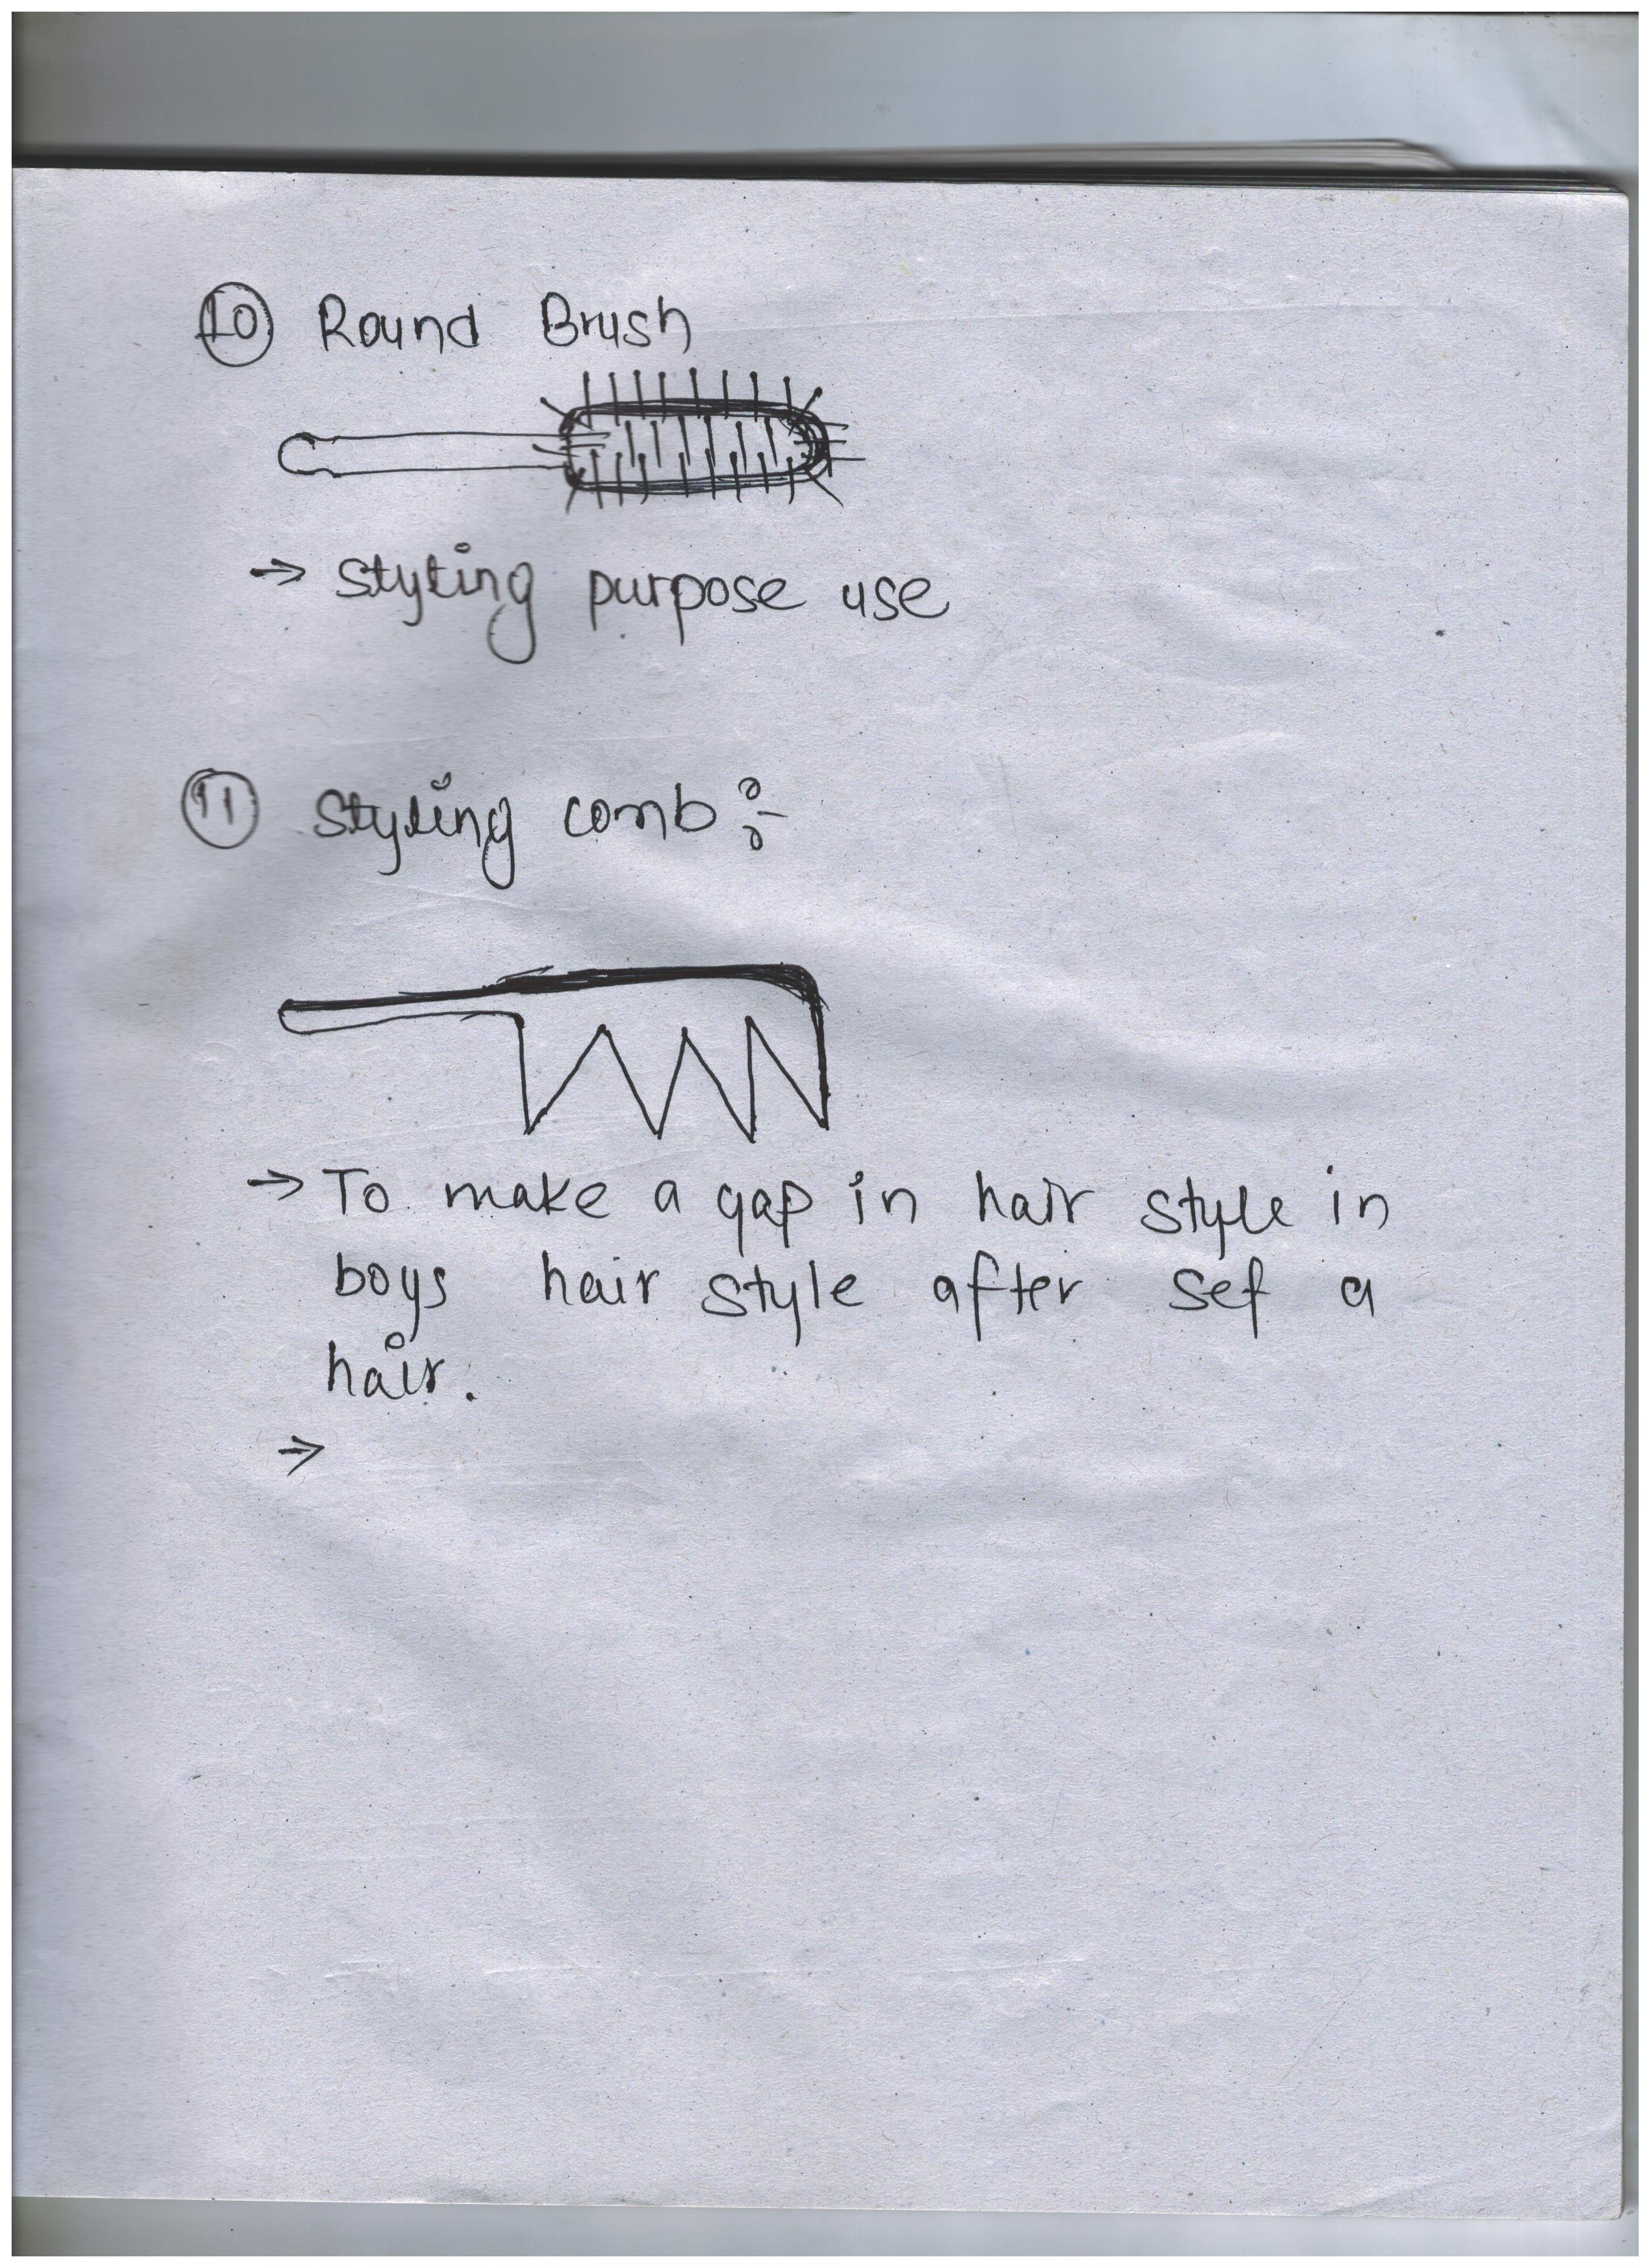 10 Round Brush
→ Styling purpose use
11 Styling comb :-
→ To make a gap in hair style in
boys hair style after sef a
hair.
→